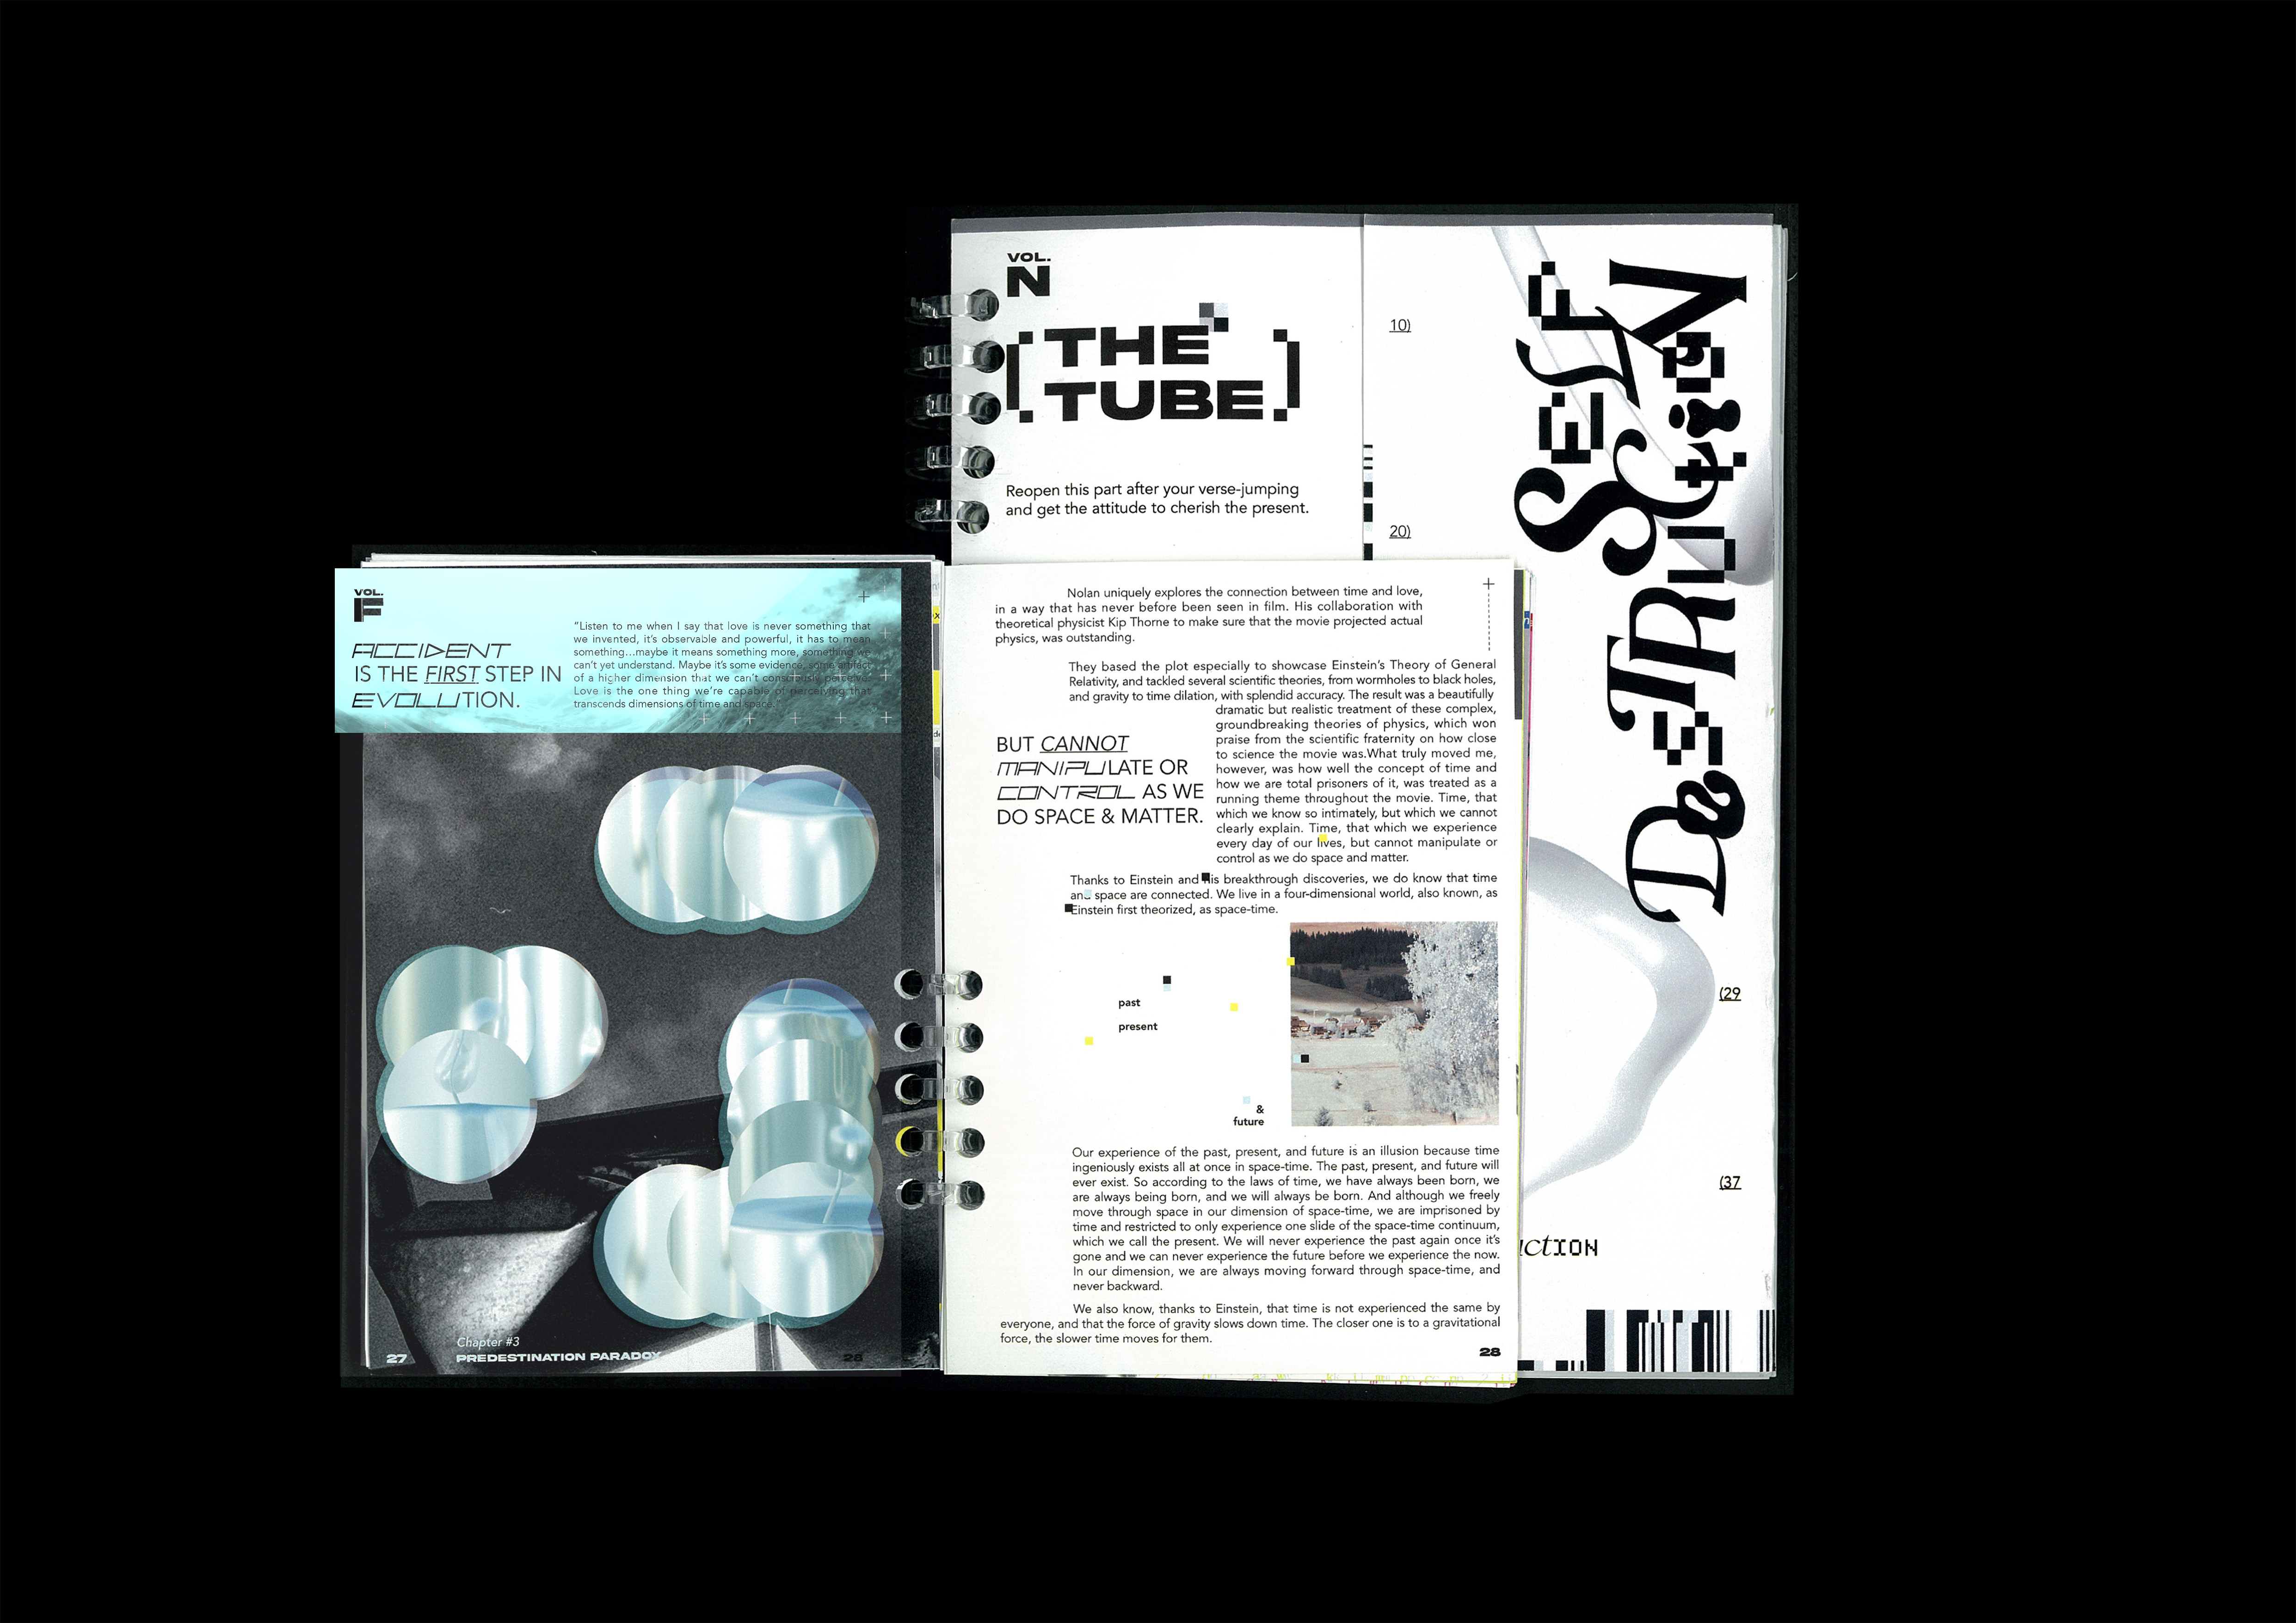 VOL.
N
[THE
TUBE]
Reopen this part after your verse-jumping
and get the attitude to cherish the present.
10)
20)
SELF
DeSTRUCtiON
(29
(37
ctION
VOL.
F
ACCIDENT
IS THE FIRST STEP IN
EVOLUTION.
"Listen to me when I say that love is never something that
we invented, it's observable and powerful, it has to mean
something...maybe it means something more, something we
can't yet understand. Maybe it's some evidence, some artifact
of a higher dimension that we can't consciously perceive.
Love is the one thing we're capable of perceiving that
transcends dimensions of time and space."
Chapter #3
27
PREDESTINATION PARADOX
28
Nolan uniquely explores the connection between time and love,
in a way that has never before been seen in film. His collaboration with
theoretical physicist Kip Thorne to make sure that the movie projected actual
physics, was outstanding.
They based the plot especially to showcase Einstein's Theory of General
Relativity, and tackled several scientific theories, from wormholes to black holes,
and gravity to time dilation, with splendid accuracy. The result was a beautifully
dramatic but realistic treatment of these complex,
groundbreaking theories of physics, which won
praise from the scientific fraternity on how close
to science the movie was.What truly moved me,
however, was how well the concept of time and
how we are total prisoners of it, was treated as a
running theme throughout the movie. Time, that
which we know so intimately, but which we cannot
clearly explain. Time, that which we experience
every day of our lives, but cannot manipulate or
control as we do space and matter.
BUT CANNOT
MANIPULATE OR
CONTROL AS WE
DO SPACE & MATTER.
Thanks to Einstein and his breakthrough discoveries, we do know that time
and space are connected. We live in a four-dimensional world, also known, as
Einstein first theorized, as space-time.
past
present
&
future
Our experience of the past, present, and future is an illusion because time
ingeniously exists all at once in space-time. The past, present, and future will
ever exist. So according to the laws of time, we have always been born, we
are always being born, and we will always be born. And although we freely
move through space in our dimension of space-time, we are imprisoned by
time and restricted to only experience one slide of the space-time continuum,
which we call the present. We will never experience the past again once it's
gone and we can never experience the future before we experience the now.
In our dimension, we are always moving forward through space-time, and
never backward.
We also know, thanks to Einstein, that time is not experienced the same by
everyone, and that the force of gravity slows down time. The closer one is to a gravitational
force, the slower time moves for them.
28